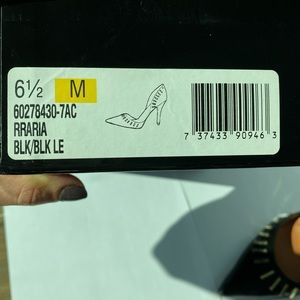 6½ M
60278430-7AC
RRARIA
BLK/BLK LE
7 37433 90946 3